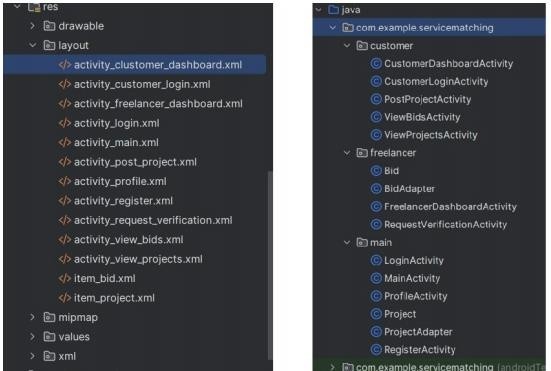 res
drawable
layout
activity_clustomer_dashboard.xml
activity_customer_login.xml
activity_freelancer_dashboard.xml
activity_login.xml
activity_main.xml
activity_post_project.xml
activity_profile.xml
activity_register.xml
activity_request_verification.xml
activity_view_bids.xml
activity_view_projects.xml
item_bid.xml
item_project.xml
mipmap
values
xml
java
com.example.servicematching
customer
CustomerDashboardActivity
CustomerLoginActivity
PostProjectActivity
ViewBidsActivity
ViewProjectsActivity
freelancer
Bid
BidAdapter
FreelancerDashboardActivity
RequestVerificationActivity
main
LoginActivity
MainActivity
ProfileActivity
Project
ProjectAdapter
RegisterActivity
com.example.servicematching (androidTe